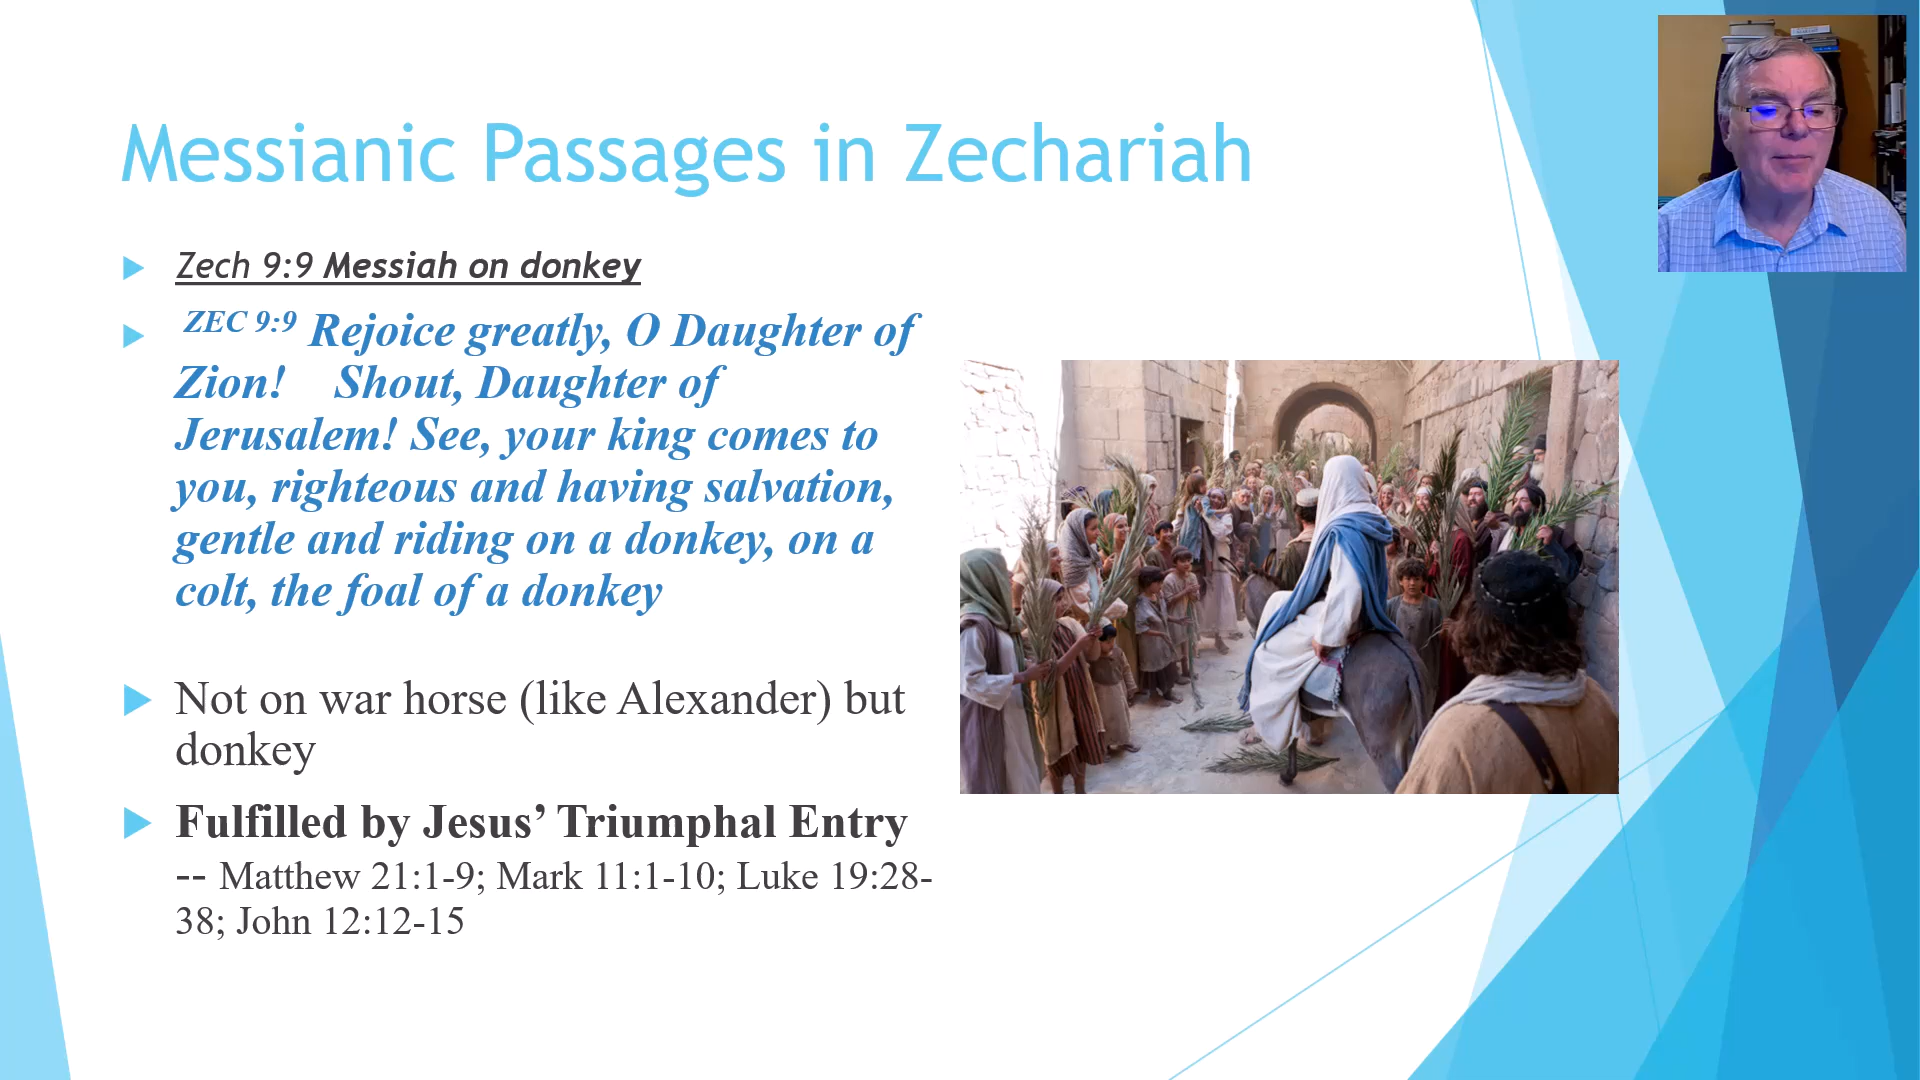 Messianic Passages in Zechariah
Zech 9:9 Messiah on donkey
ZEC 9:9 Rejoice greatly, O Daughter of
Zion! Shout, Daughter of
Jerusalem! See, your king comes to
you, righteous and having salvation,
gentle and riding on a donkey, on a
colt, the foal of a donkey
Not on war horse (like Alexander) but
donkey
Fulfilled by Jesus’ Triumphal Entry
-- Matthew 21:1-9; Mark 11:1-10; Luke 19:28-
38; John 12:12-15